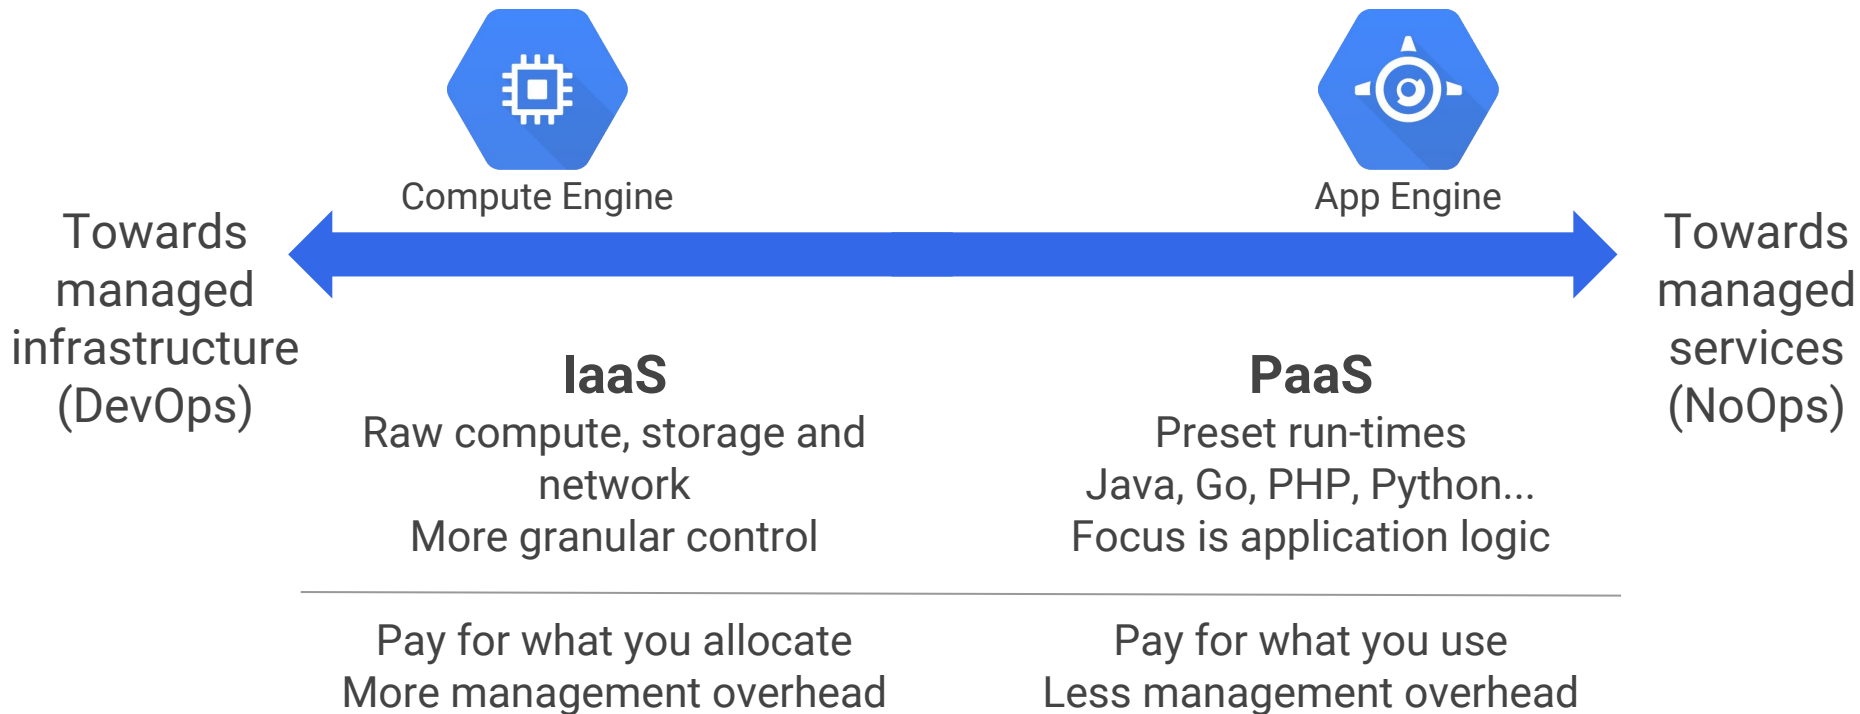 Compute Engine
App Engine
Towards
managed
infrastructure
(DevOps)
Towards
managed
services
(NoOps)
IaaS
Raw compute, storage and
network
More granular control
PaaS
Preset run-times
Java, Go, PHP, Python...
Focus is application logic
Pay for what you allocate
More management overhead
Pay for what you use
Less management overhead